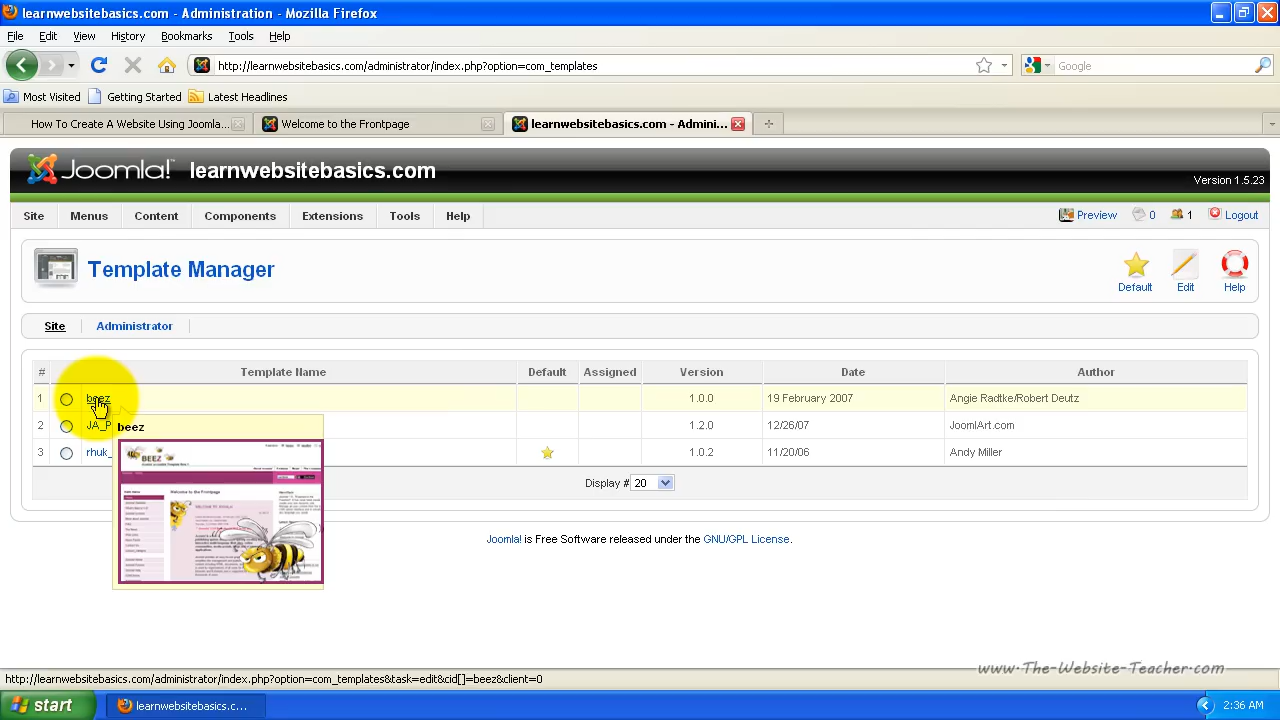 learnwebsitebasics.com - Administration - Mozilla Firefox
File Edit View History Bookmarks Tools Help
http://learnwebsitebasics.com/administrator/index.php?option=com_templates
Google
Most Visited Getting Started Latest Headlines
How To Create A Website Using Joomla... Welcome to the Frontpage learnwebsitebasics.com - Admini...
Joomla! learnwebsitebasics.com
Version 1.5.23
Site Menus Content Components Extensions Tools Help Preview 0 1 Logout
Template Manager
Default Edit Help
Site Administrator
# Template Name Default Assigned Version Date Author
1 beez 1.0.0 19 February 2007 Angie Radtke/Robert Deutz
2 JA_P 1.2.0 12/26/07 JoomlArt.com
beez
3 rhuk_ 1.0.2 11/20/06 Andy Miller
BEEZ
Display # 20
Welcome to the Frontpage
Joomla! is Free Software released under the GNU/GPL License.
www.The-Website-Teacher.com
http://learnwebsitebasics.com/administrator/index.php?option=com_templates&task=edit&cid[]=beez&client=0
start learnwebsitebasics.c... 2:36 AM